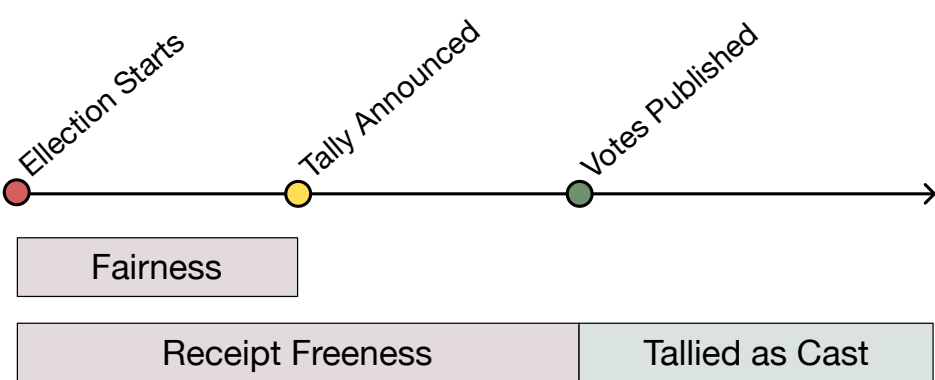 Ellection Starts
Tally Announced
Votes Published
Fairness
Receipt Freeness
Tallied as Cast